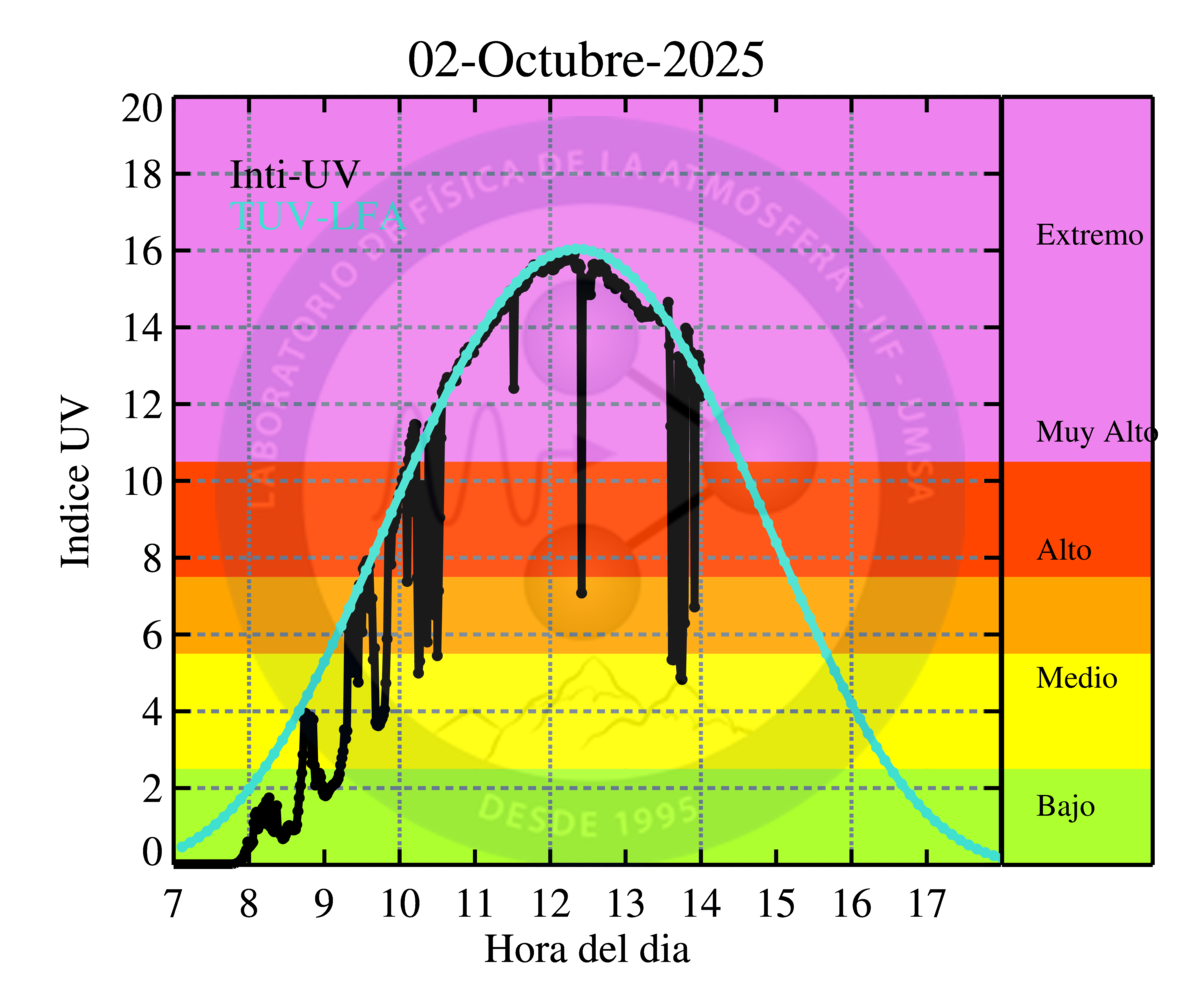 02-Octubre-2025
Indice UV
20
18
16
14
12
10
8
6
4
2
0
Inti-UV
TUV-LFA
LABORATORIO DE FÍSICA DE LA ATMÓSFERA - IIF - UMSA
DESDE 1995
Extremo
Muy Alto
Alto
Medio
Bajo
7 8 9 10 11 12 13 14 15 16 17
Hora del dia